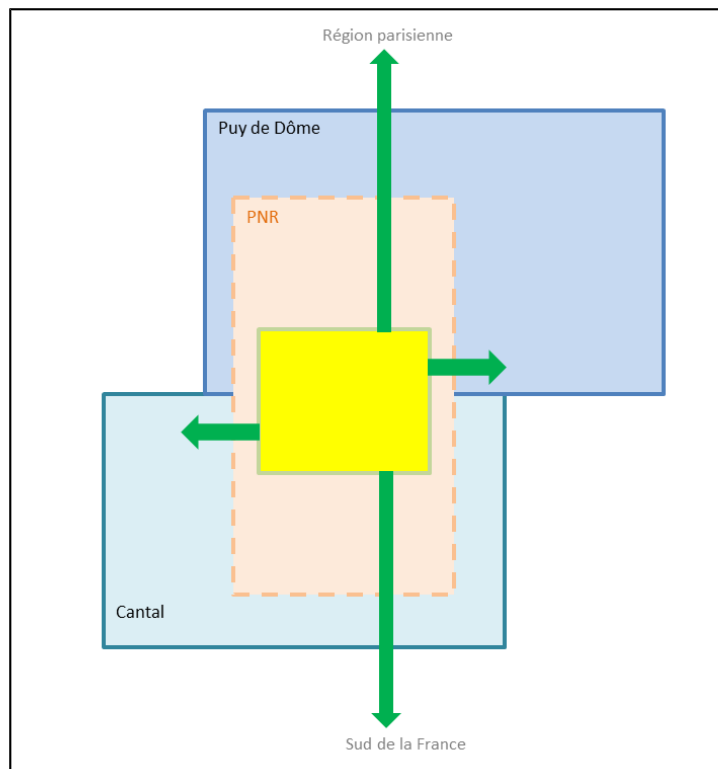 Région parisienne
Puy de Dôme
PNR
Cantal
Sud de la France